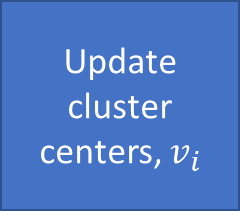 Update
cluster
centers, 𝑣ᵢ